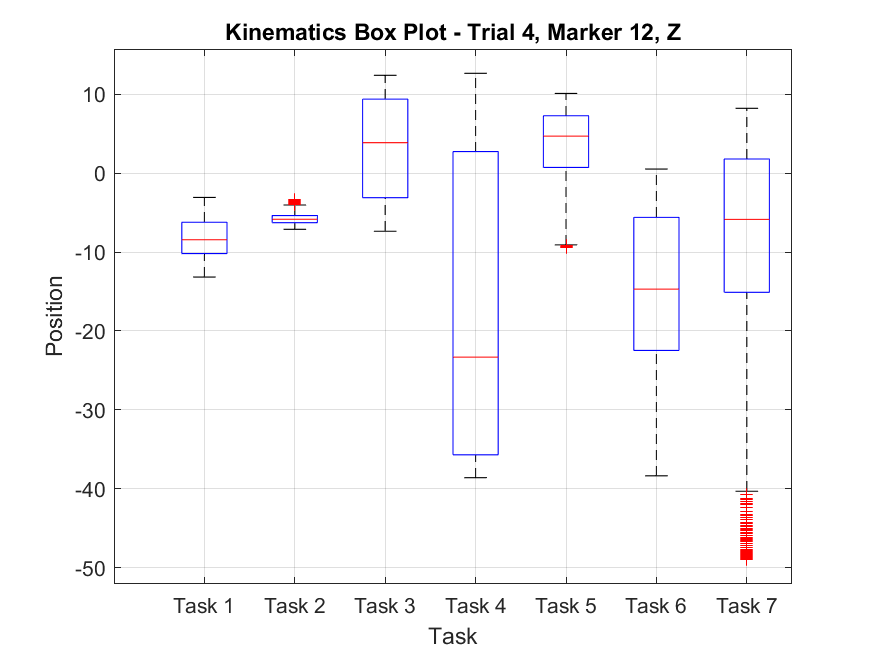 Kinematics Box Plot - Trial 4, Marker 12, Z
10
0
-10
-20
-30
-40
-50
Position
Task 1 Task 2 Task 3 Task 4 Task 5 Task 6 Task 7
Task